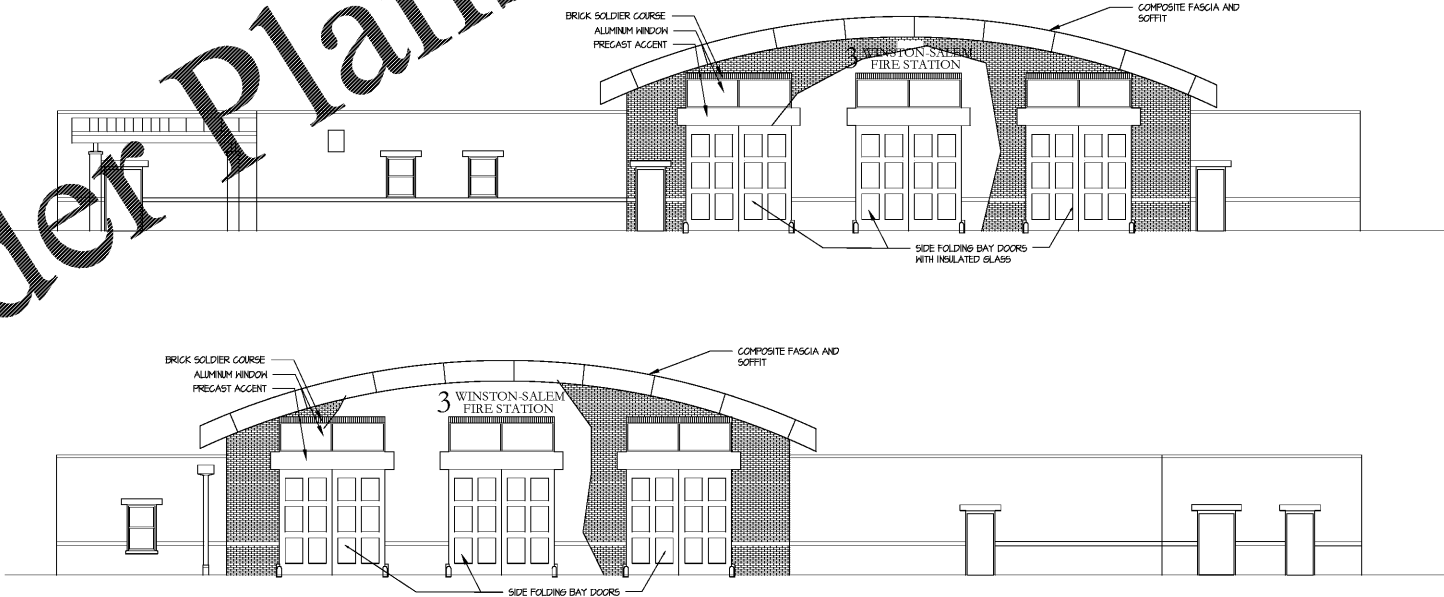 der Plan
BRICK SOLDIER COURSE
ALUMINUM WINDOW
PRECAST ACCENT
COMPOSITE FASCIA AND
SOFFIT
3 WINSTON-SALEM
FIRE STATION
SIDE FOLDING BAY DOORS
WITH INSULATED GLASS
BRICK SOLDIER COURSE
ALUMINUM WINDOW
PRECAST ACCENT
COMPOSITE FASCIA AND
SOFFIT
3 WINSTON-SALEM
FIRE STATION
SIDE FOLDING BAY DOORS